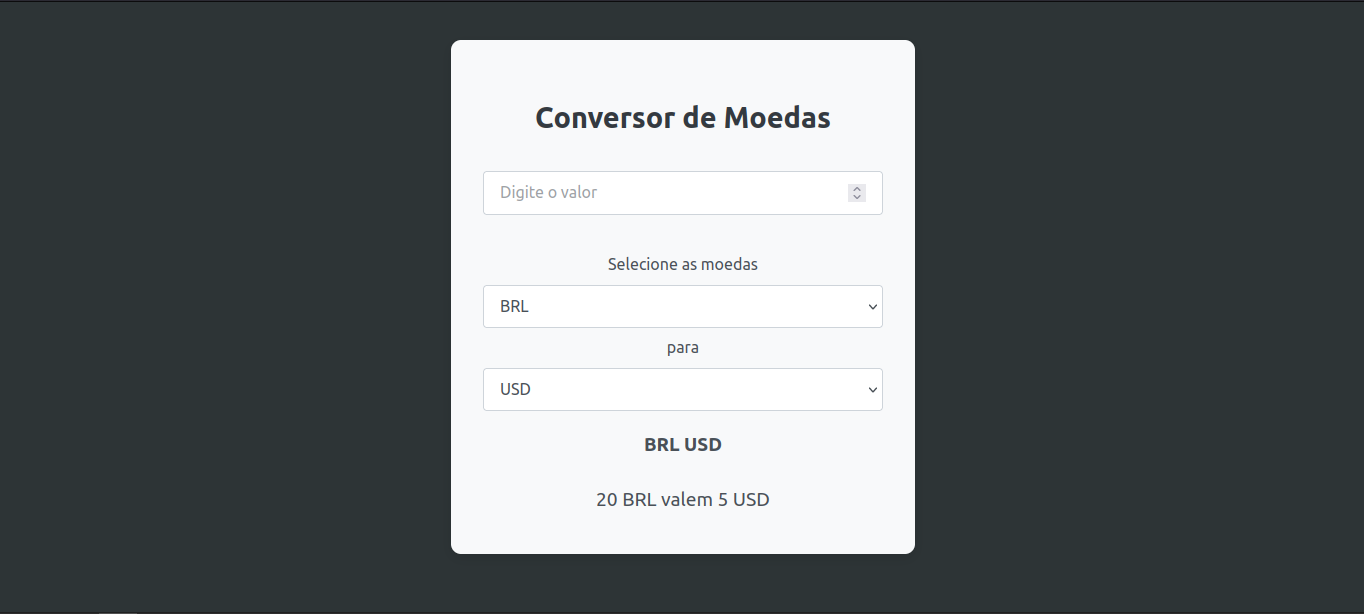 Conversor de Moedas
Digite o valor
Selecione as moedas
BRL
para
USD
BRL USD
20 BRL valem 5 USD